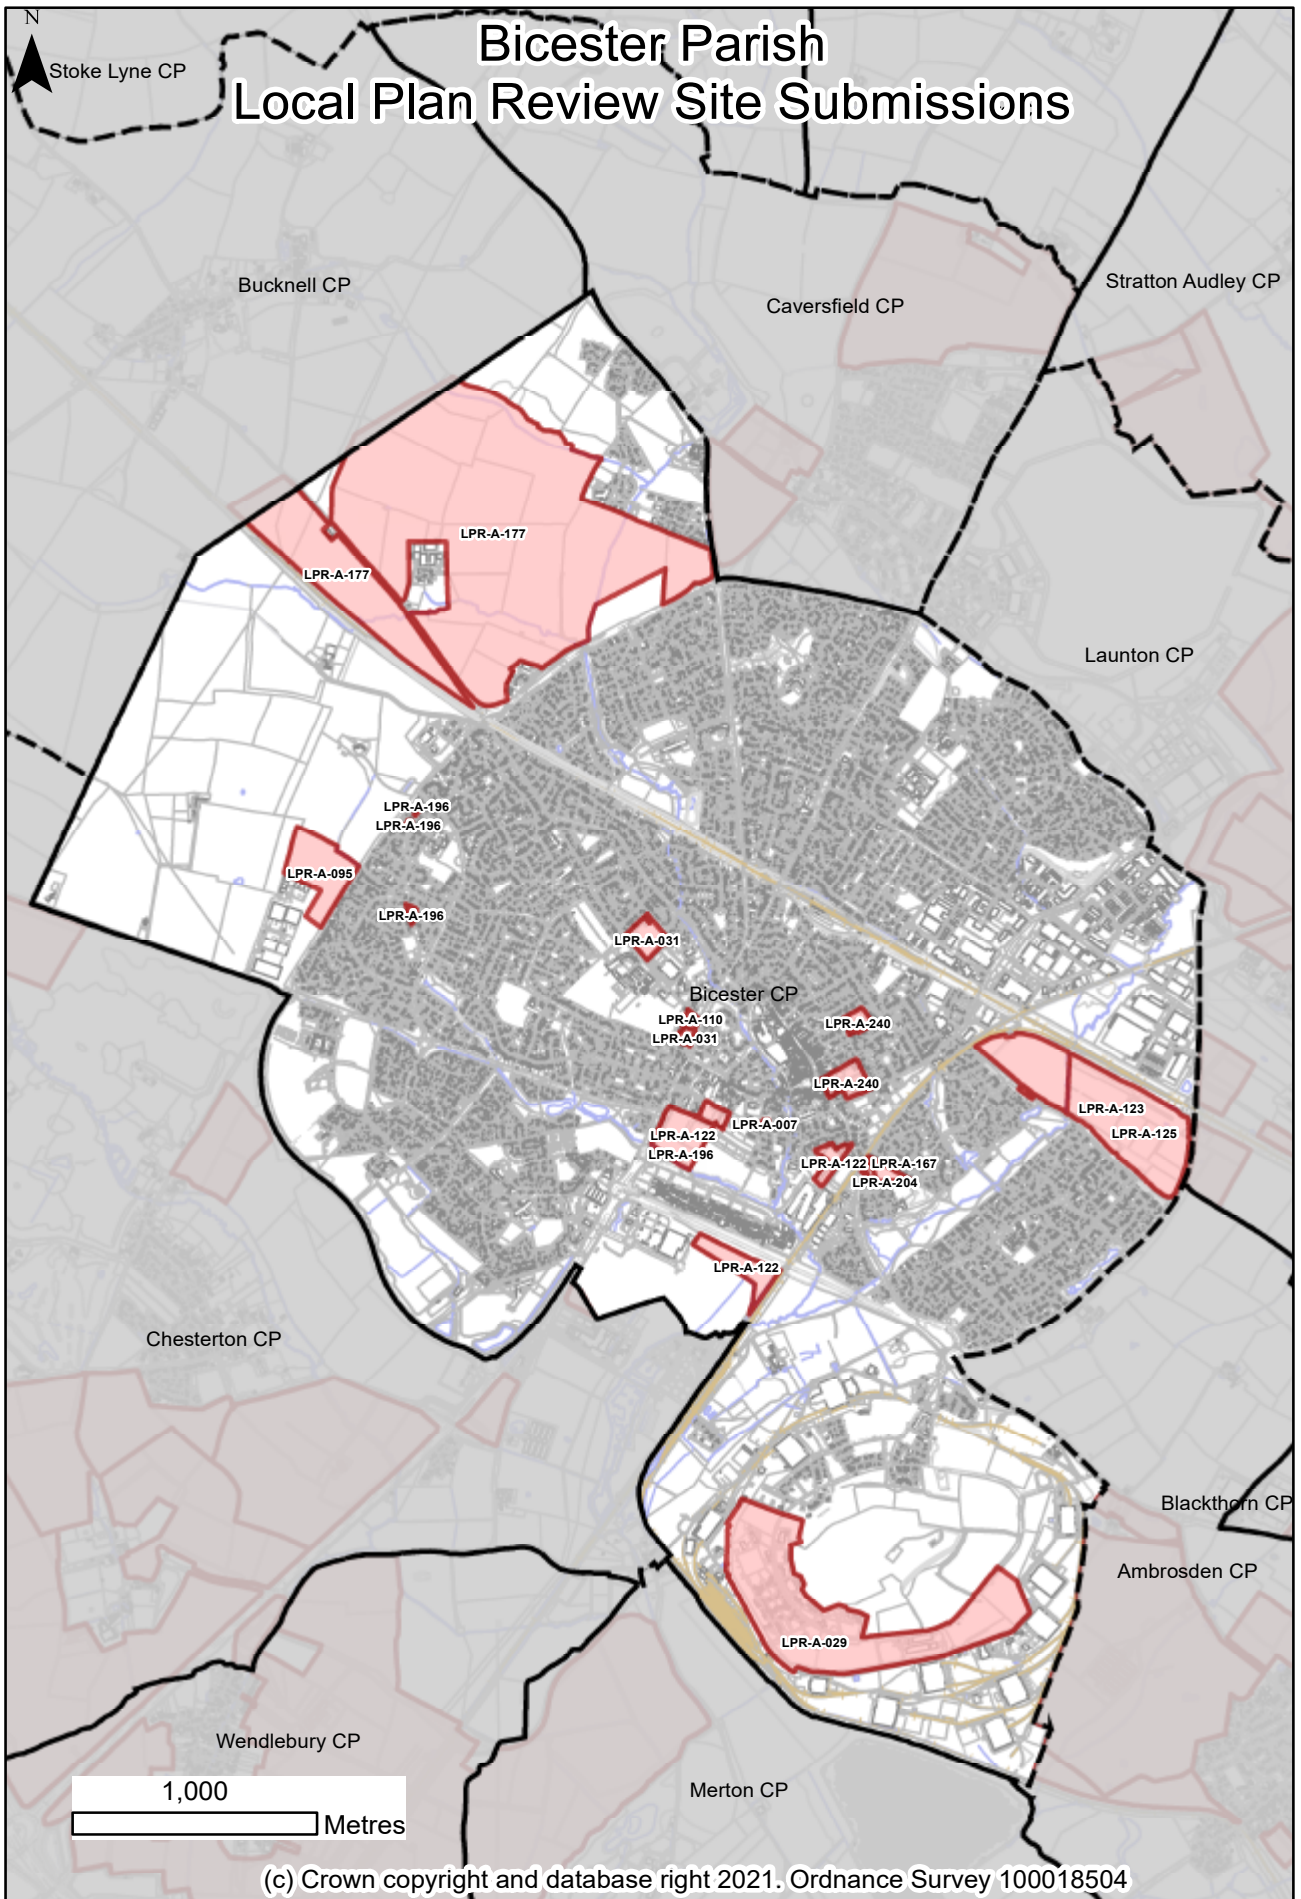 N
Bicester Parish
Local Plan Review Site Submissions
Stoke Lyne CP
Bucknell CP
Caversfield CP
Stratton Audley CP
LPR-A-177
LPR-A-177
Launton CP
LPR-A-196
LPR-A-196
LPR-A-095
LPR-A-196
LPR-A-031
Bicester CP
LPR-A-110
LPR-A-031
LPR-A-240
LPR-A-240
LPR-A-123
LPR-A-125
LPR-A-007
LPR-A-122
LPR-A-196
LPR-A-122
LPR-A-167
LPR-A-204
LPR-A-122
Chesterton CP
Blackthorn CP
Ambrosden CP
LPR-A-029
Wendlebury CP
Merton CP
1,000
Metres
(c) Crown copyright and database right 2021. Ordnance Survey 100018504